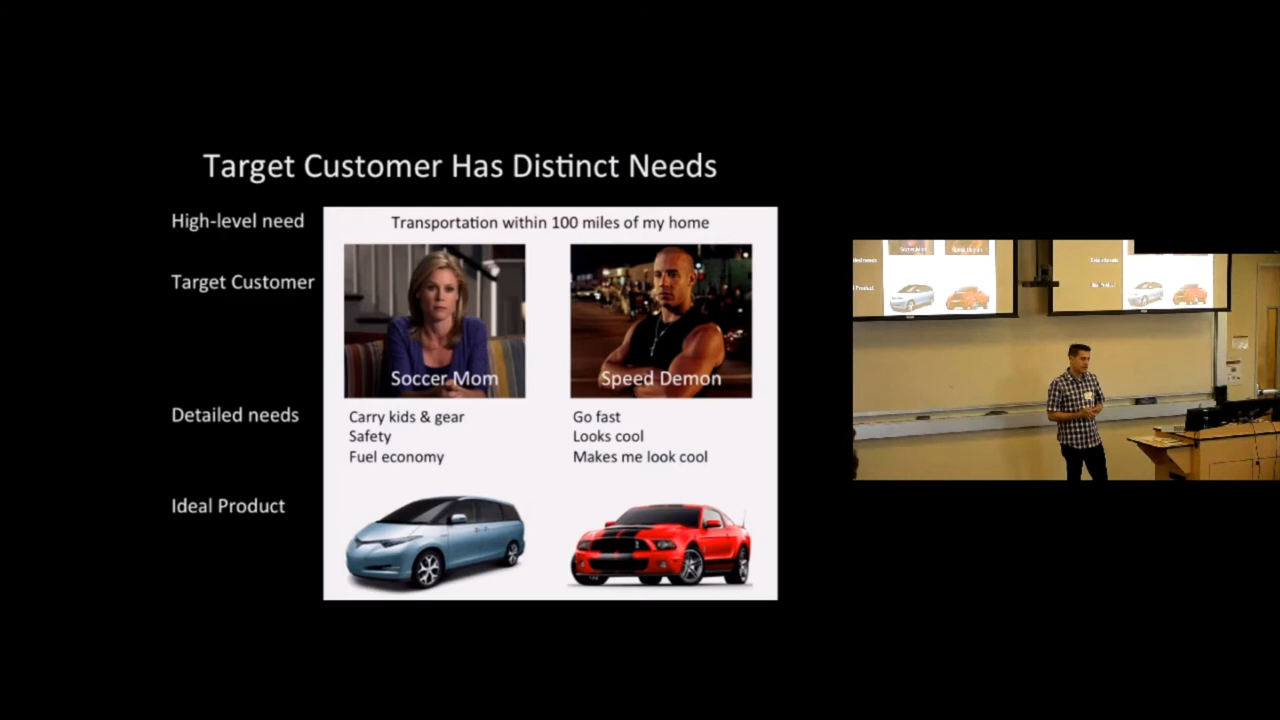 Target Customer Has Distinct Needs
High-level need
Transportation within 100 miles of my home
Target Customer
Soccer Mom
Speed Demon
Detailed needs
Carry kids & gear
Safety
Fuel economy
Go fast
Looks cool
Makes me look cool
Ideal Product